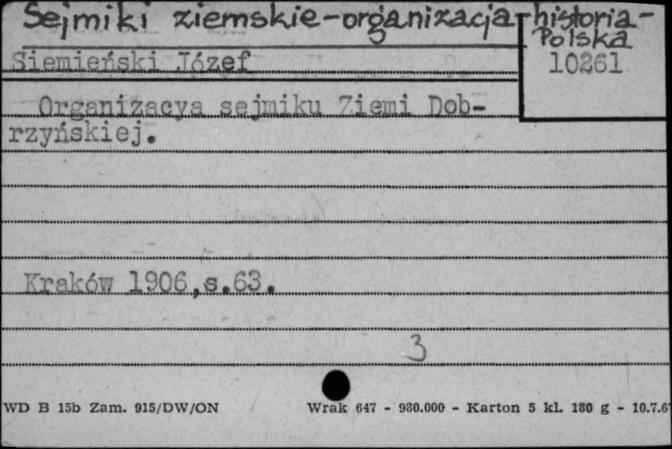 Sejmiki ziemskie-organizacja-historia-
Polska
Siemieński Józef
10261
Organizacya sejmiku Ziemi Dob-
rzyńskiej.
Kraków 1906,s.63.
3
WD B 15b Zam. 915/DW/ON Wrak 647 - 980.000 - Karton 5 kl. 180 g - 10.7.6